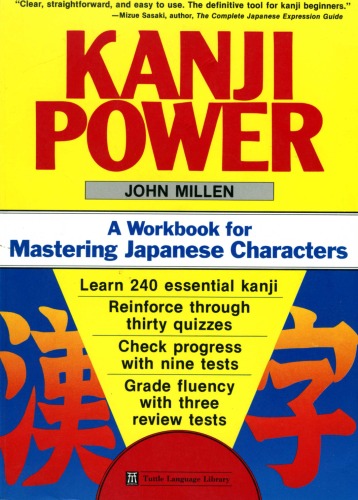 "Clear, straightforward, and easy to use. The definitive tool for kanji beginners."
—Mizue Sasaki, author, The Complete Japanese Expression Guide
KANJI
POWER
JOHN MILLEN
A Workbook for
Mastering Japanese Characters
Learn 240 essential kanji
Reinforce through
thirty quizzes
Check progress
with nine tests
Grade fluency
with three
review tests
漢字
Tuttle Language Library